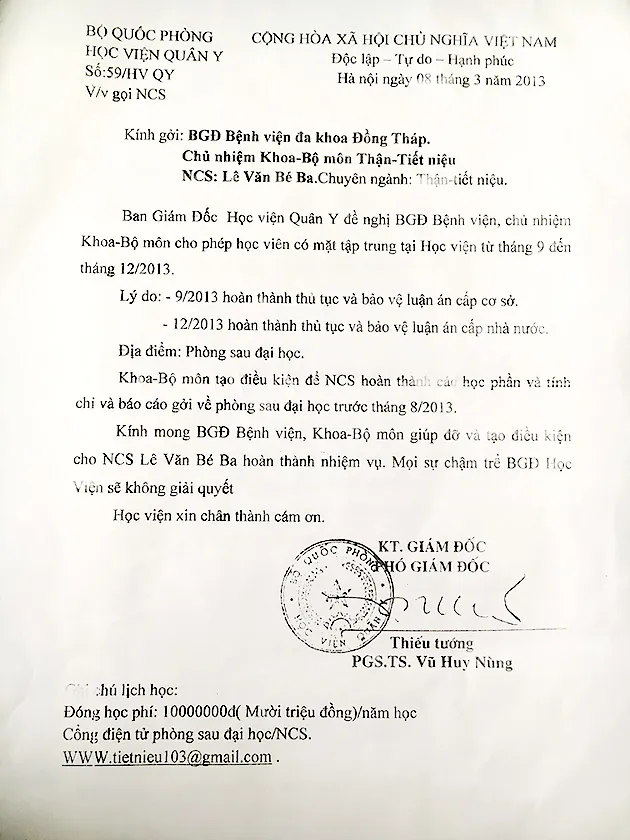 BỘ QUỐC PHÒNG
HỌC VIỆN QUÂN Y
Số:59/HV QY
V/v gọi NCS
CỘNG HÒA XÃ HỘI CHỦ NGHĨA VIỆT NAM
Độc lập – Tự do – Hạnh phúc
Hà nội ngày 08 tháng 3 năm 2013
Kính gởi: BGĐ Bệnh viện đa khoa Đồng Tháp.
Chủ nhiệm Khoa-Bộ môn Thận-Tiết niệu
NCS: Lê Văn Bé Ba.Chuyên ngành: Thận-tiết niệu.
Ban Giám Đốc Học viện Quân Y đề nghị BGĐ Bệnh viện, chủ nhiệm
Khoa-Bộ môn cho phép học viên có mặt tập trung tại Học viện từ tháng 9 đến
tháng 12/2013.
Lý do: - 9/2013 hoàn thành thủ tục và bảo vệ luận án cấp cơ sở.
- 12/2013 hoàn thành thủ tục và bảo vệ luận án cấp nhà nước.
Địa điểm: Phòng sau đại học.
Khoa-Bộ môn tạo điều kiện để NCS hoàn thành các học phần và tính
chỉ và báo cáo gởi về phòng sau đại học trước tháng 8/2013.
Kính mong BGĐ Bệnh viện, Khoa-Bộ môn giúp đỡ và tạo điều kiện
cho NCS Lê Văn Bé Ba hoàn thành nhiệm vụ. Mọi sự chậm trể BGĐ Học
Viện sẽ không giải quyết
Học viện xin chân thành cám ơn.
KT. GIÁM ĐỐC
PHÓ GIÁM ĐỐC
BỘ QUỐC PHÒNG
HỌC VIỆN QUÂN Y
Thiếu tướng
PGS.TS. Vũ Huy Nùng
Ghi chú lịch học:
Đóng học phí: 10000000đ( Mười triệu đồng)/năm học
Cổng điện tử phòng sau đại học/NCS.
WWW.tietnieu103@gmail.com .